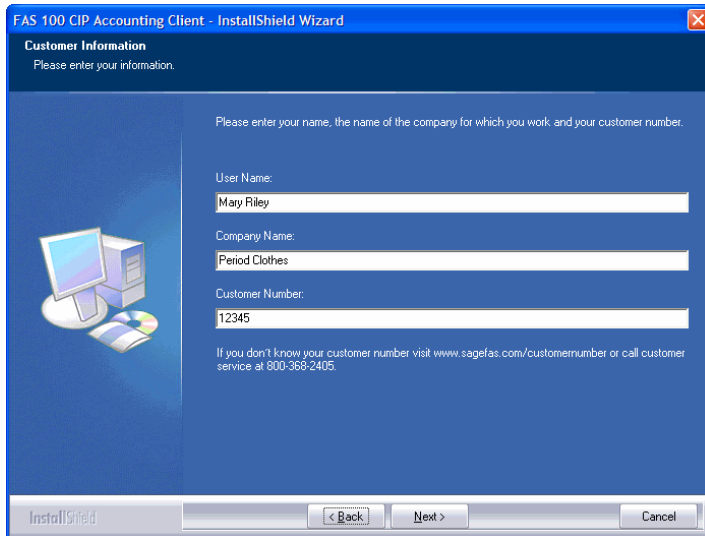 FAS 100 CIP Accounting Client - InstallShield Wizard
Customer Information
Please enter your information.
Please enter your name, the name of the company for which you work and your customer number.
User Name:
Mary Riley
Company Name:
Period Clothes
Customer Number:
12345
If you don't know your customer number visit www.sagefas.com/customernumber or call customer
service at 800-368-2405.
InstallShield
< Back
Next >
Cancel